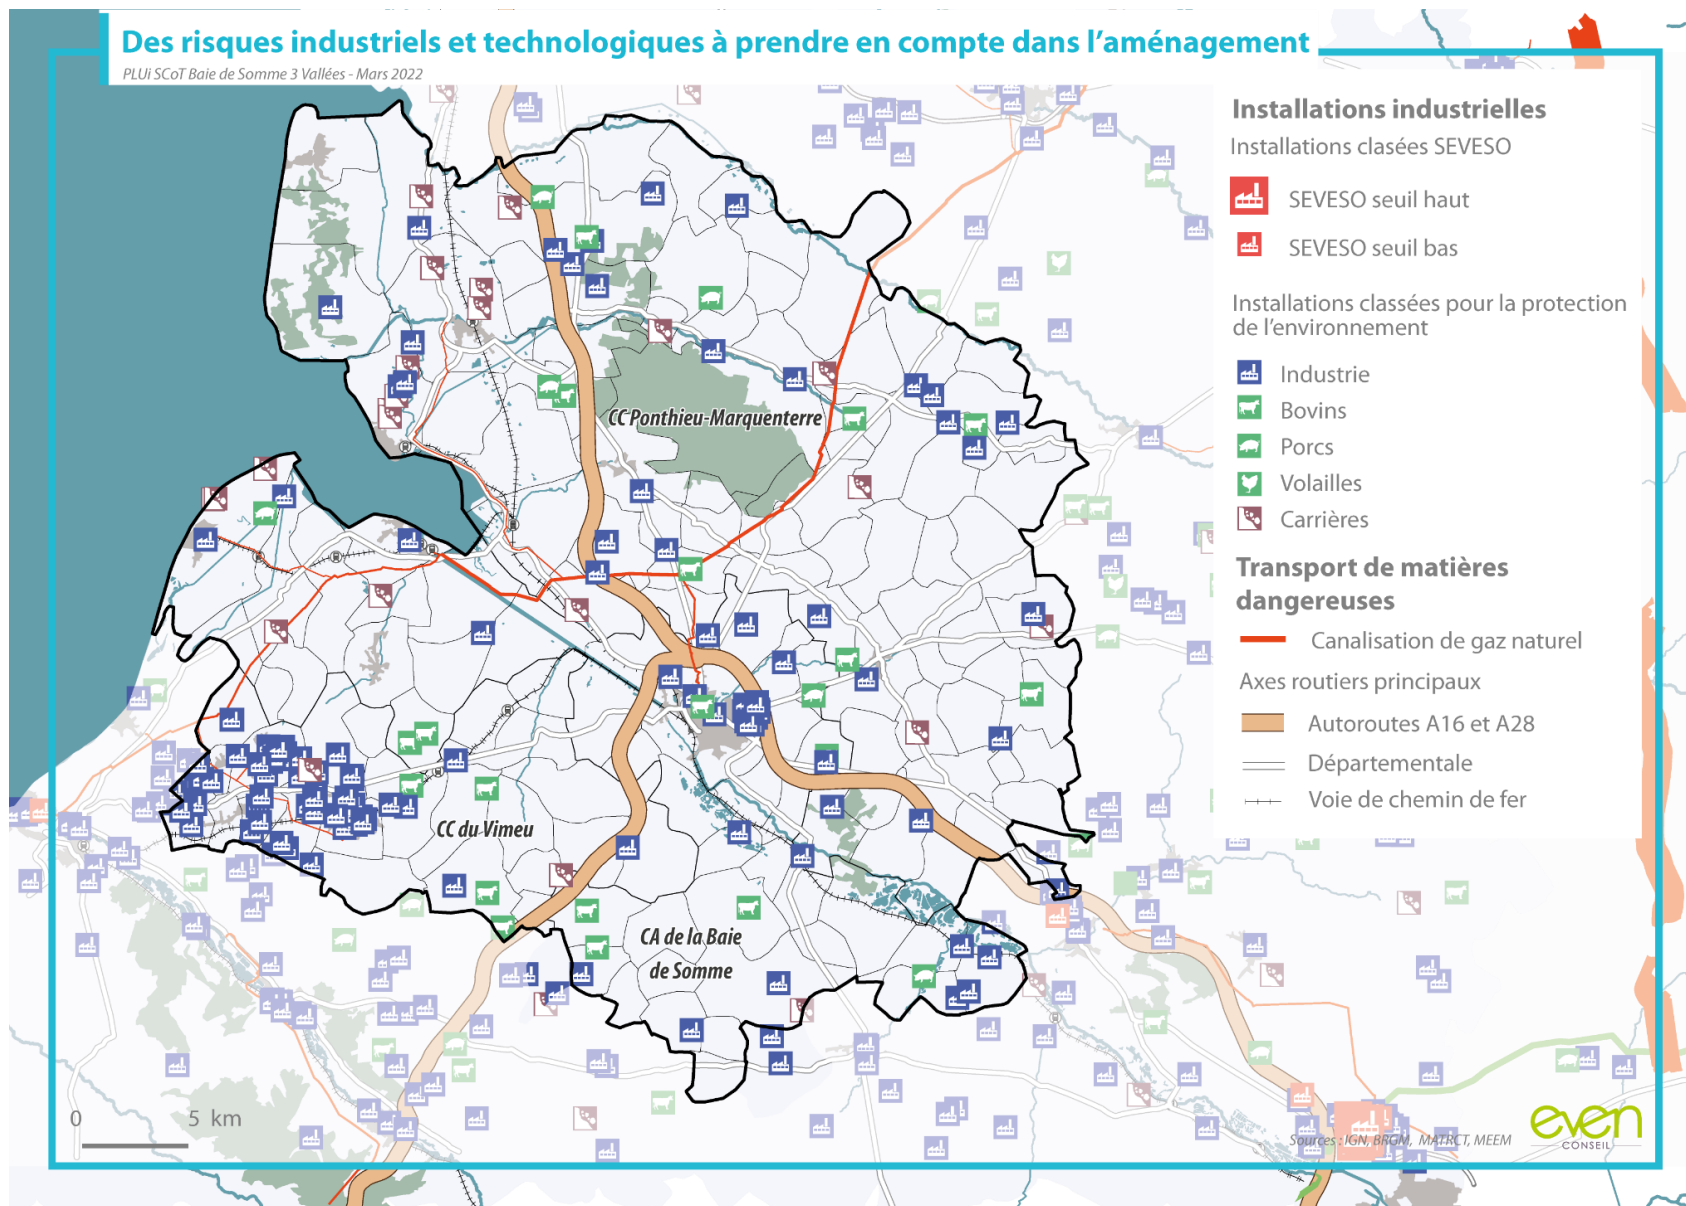 Des risques industriels et technologiques à prendre en compte dans l'aménagement
PLUi SCoT Baie de Somme 3 Vallées - Mars 2022
Installations industrielles
Installations clasées SEVESO
SEVESO seuil haut
SEVESO seuil bas
Installations classées pour la protection
de l'environnement
Industrie
Bovins
Porcs
Volailles
Carrières
Transport de matières
dangereuses
Canalisation de gaz naturel
Axes routiers principaux
Autoroutes A16 et A28
Départementale
Voie de chemin de fer
CC Ponthieu-Marquenterre
CC du Vimeu
CA de la Baie
de Somme
0 5 km
even
CONSEIL
Sources : IGN, BRGM, MATRCT, MEEM